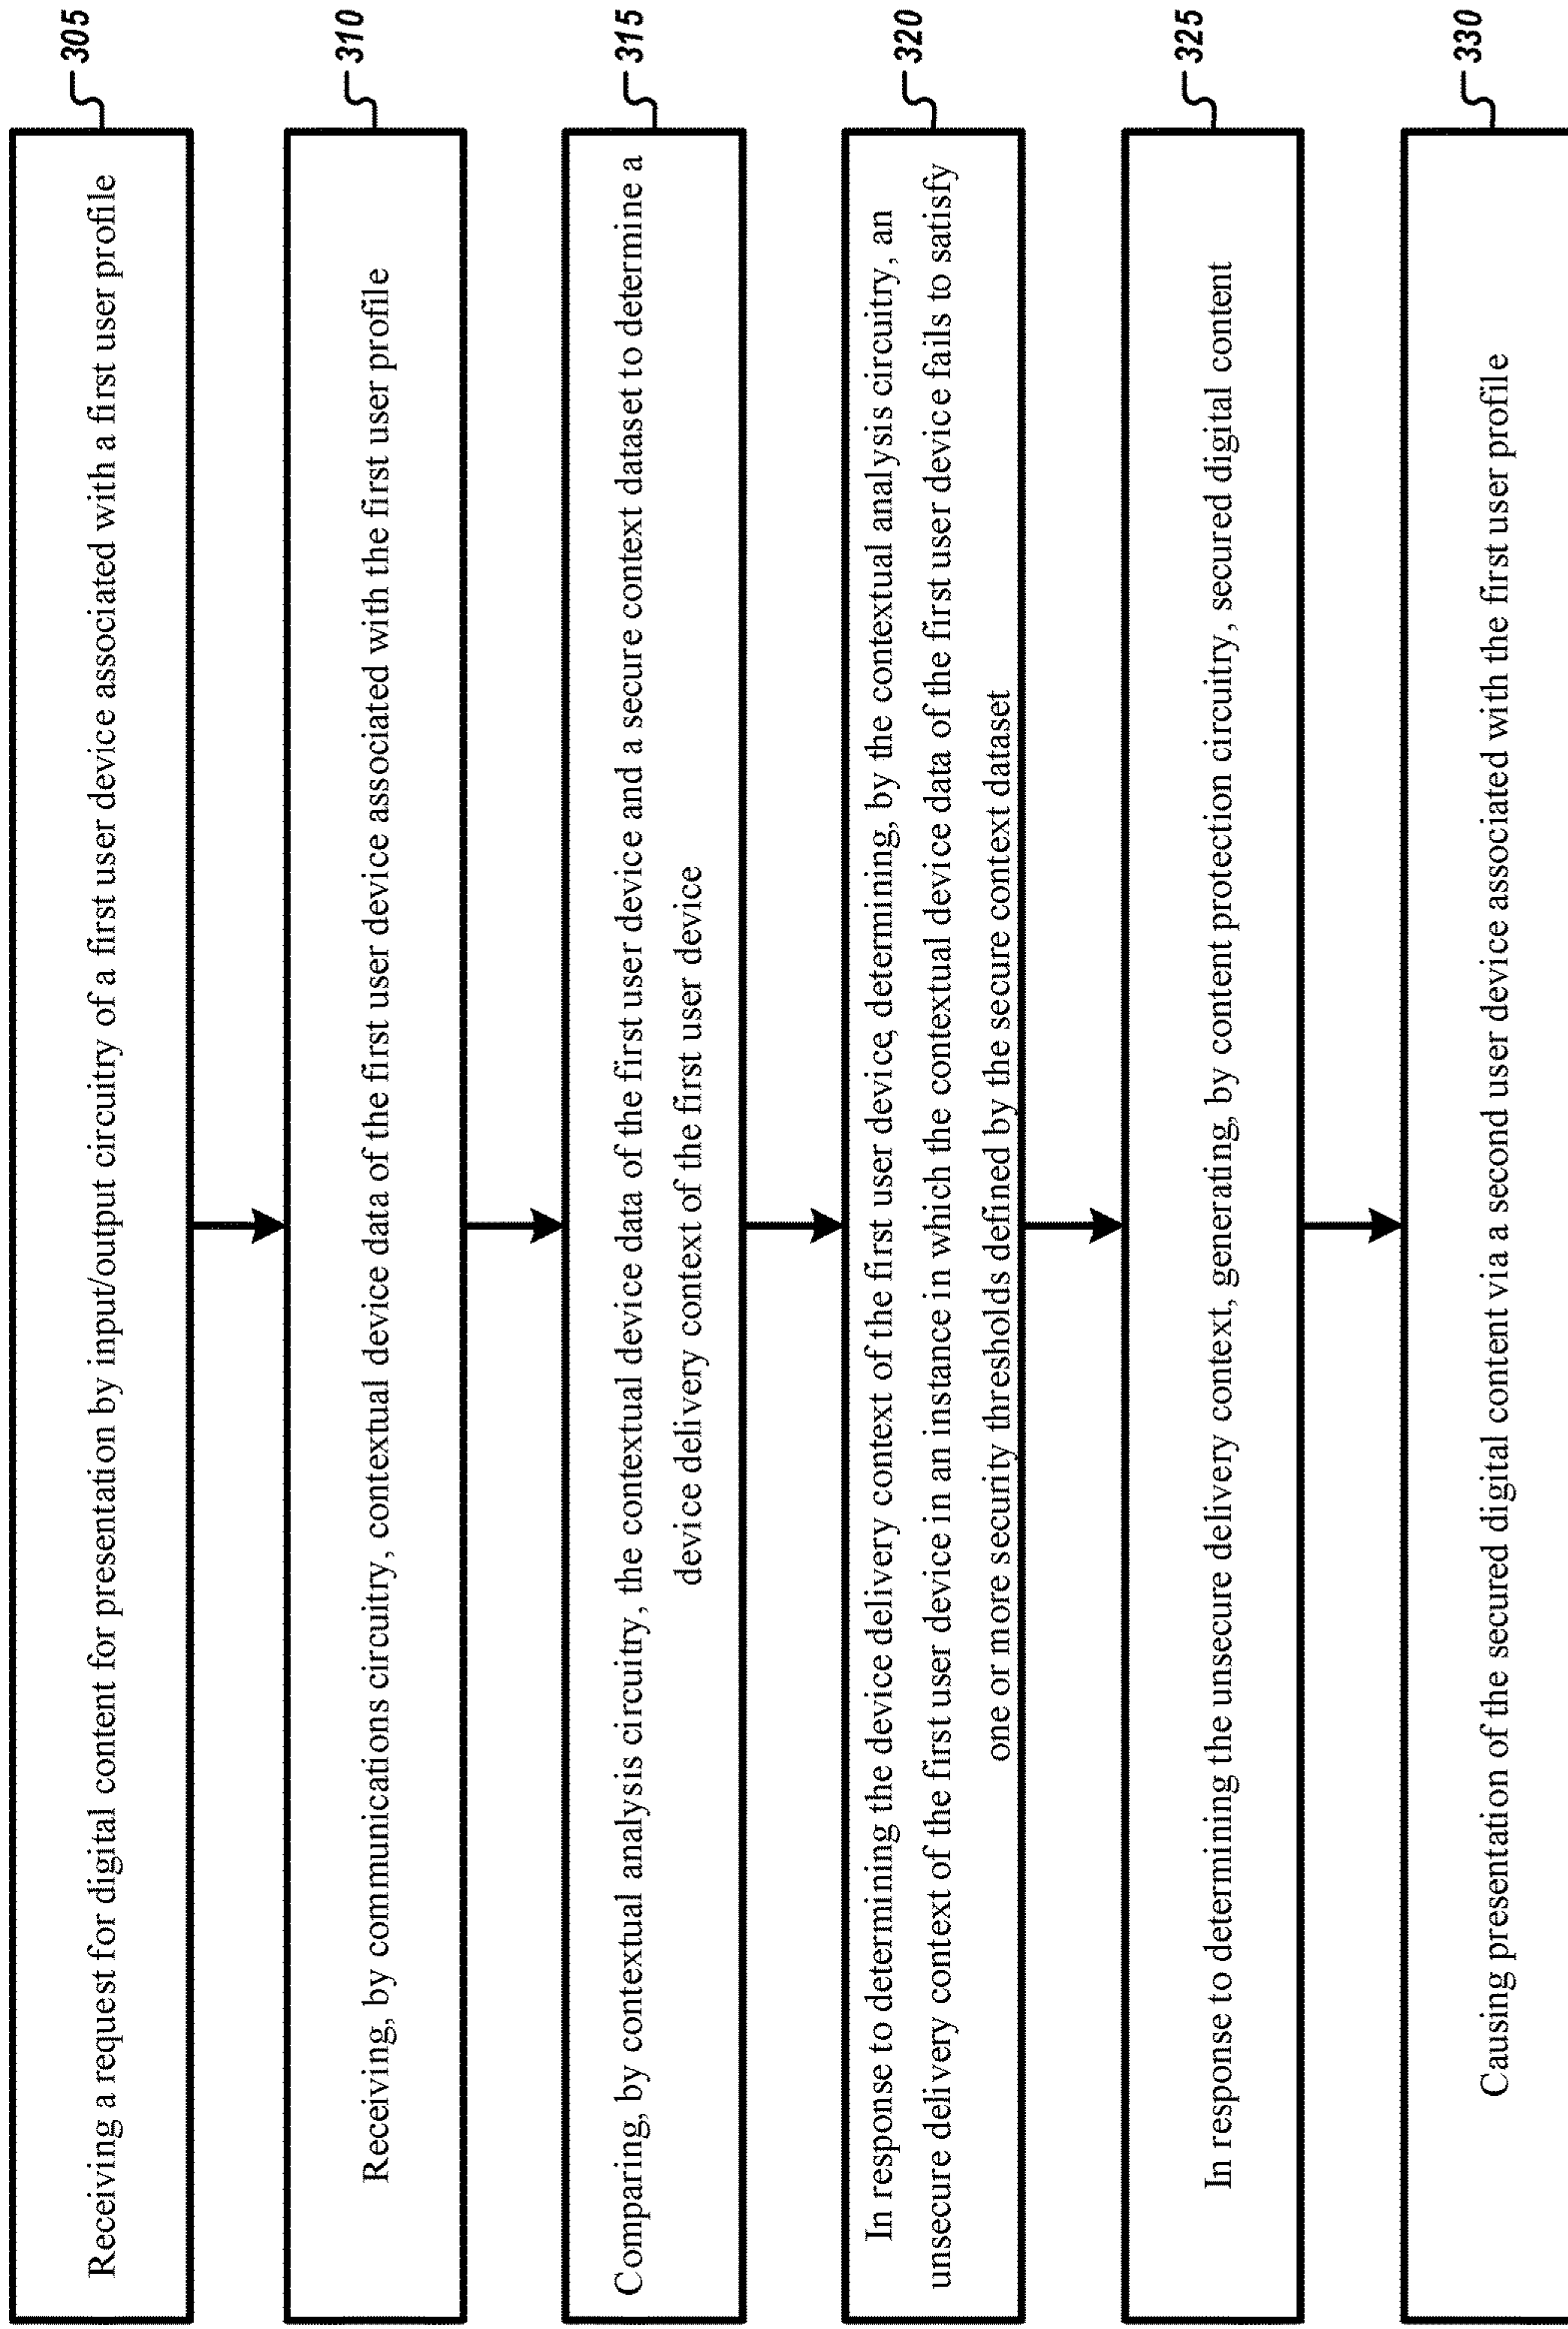 Receiving a request for digital content for presentation by input/output circuitry of a first user device associated with a first user profile
305
Receiving, by communications circuitry, contextual device data of the first user device associated with the first user profile
310
Comparing, by contextual analysis circuitry, the contextual device data of the first user device and a secure context dataset to determine a
device delivery context of the first user device
315
In response to determining the device delivery context of the first user device, determining, by the contextual analysis circuitry, an
unsecure delivery context of the first user device in an instance in which the contextual device data of the first user device fails to satisfy
one or more security thresholds defined by the secure context dataset
320
In response to determining the unsecure delivery context, generating, by content protection circuitry, secured digital content
325
Causing presentation of the secured digital content via a second user device associated with the first user profile
330